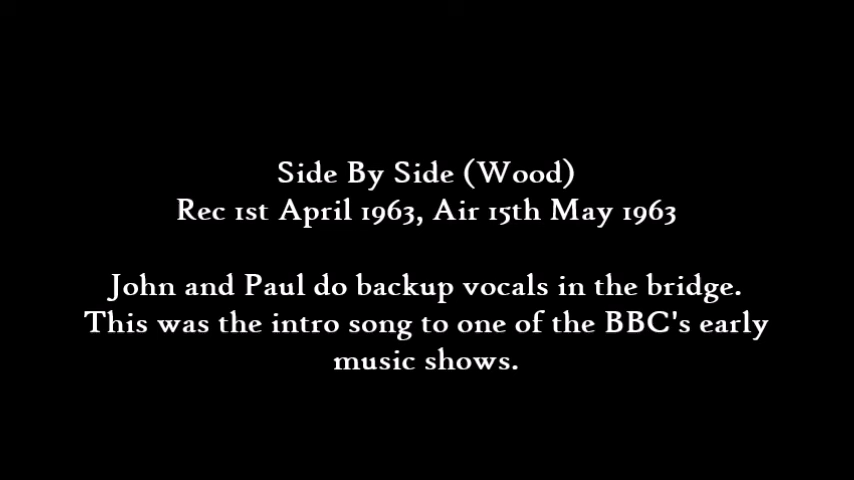 Side By Side (Wood)
Rec 1st April 1963, Air 15th May 1963
John and Paul do backup vocals in the bridge.
This was the intro song to one of the BBC's early
music shows.